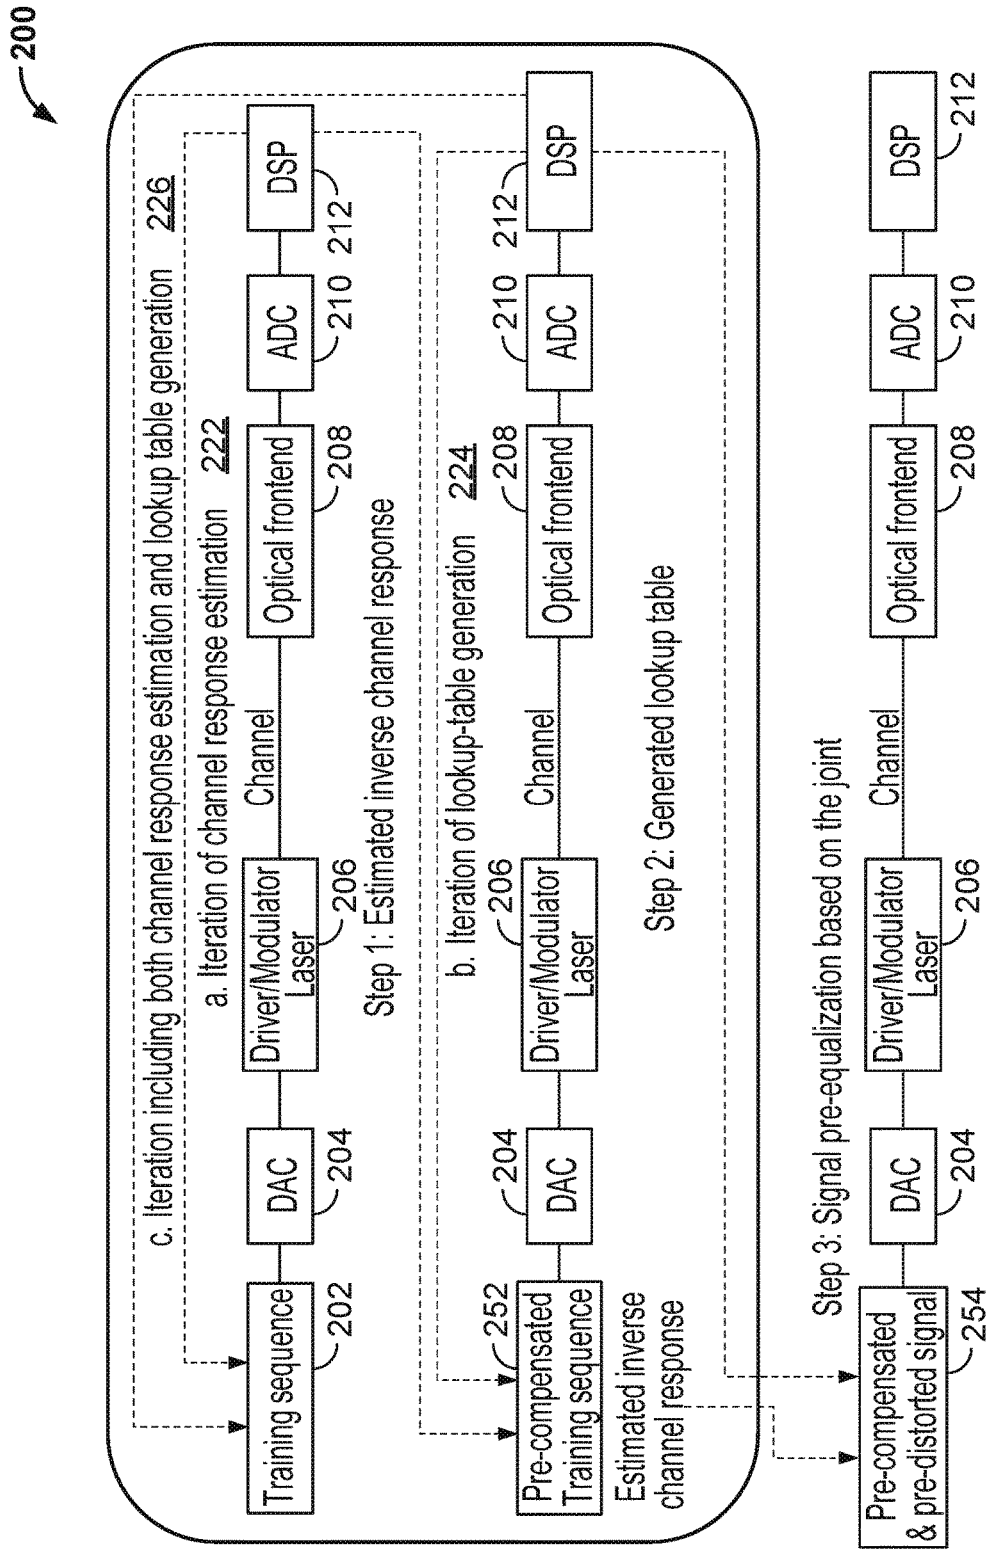 200
c. Iteration including both channel response estimation and lookup table generation 226
a. Iteration of channel response estimation 222
Training sequence
202
DAC
204
Driver/Modulator
Laser
206
Channel
Optical frontend
208
ADC
210
DSP
212
Step 1: Estimated inverse channel response
b. Iteration of lookup-table generation 224
Pre-compensated
Training sequence
252
DAC
204
Driver/Modulator
Laser
206
Channel
Optical frontend
208
ADC
210
DSP
212
Estimated inverse
channel response
Step 2: Generated lookup table
Step 3: Signal pre-equalization based on the joint
Pre-compensated
& pre-distorted signal
254
DAC
204
Driver/Modulator
Laser
206
Channel
Optical frontend
208
ADC
210
DSP
212